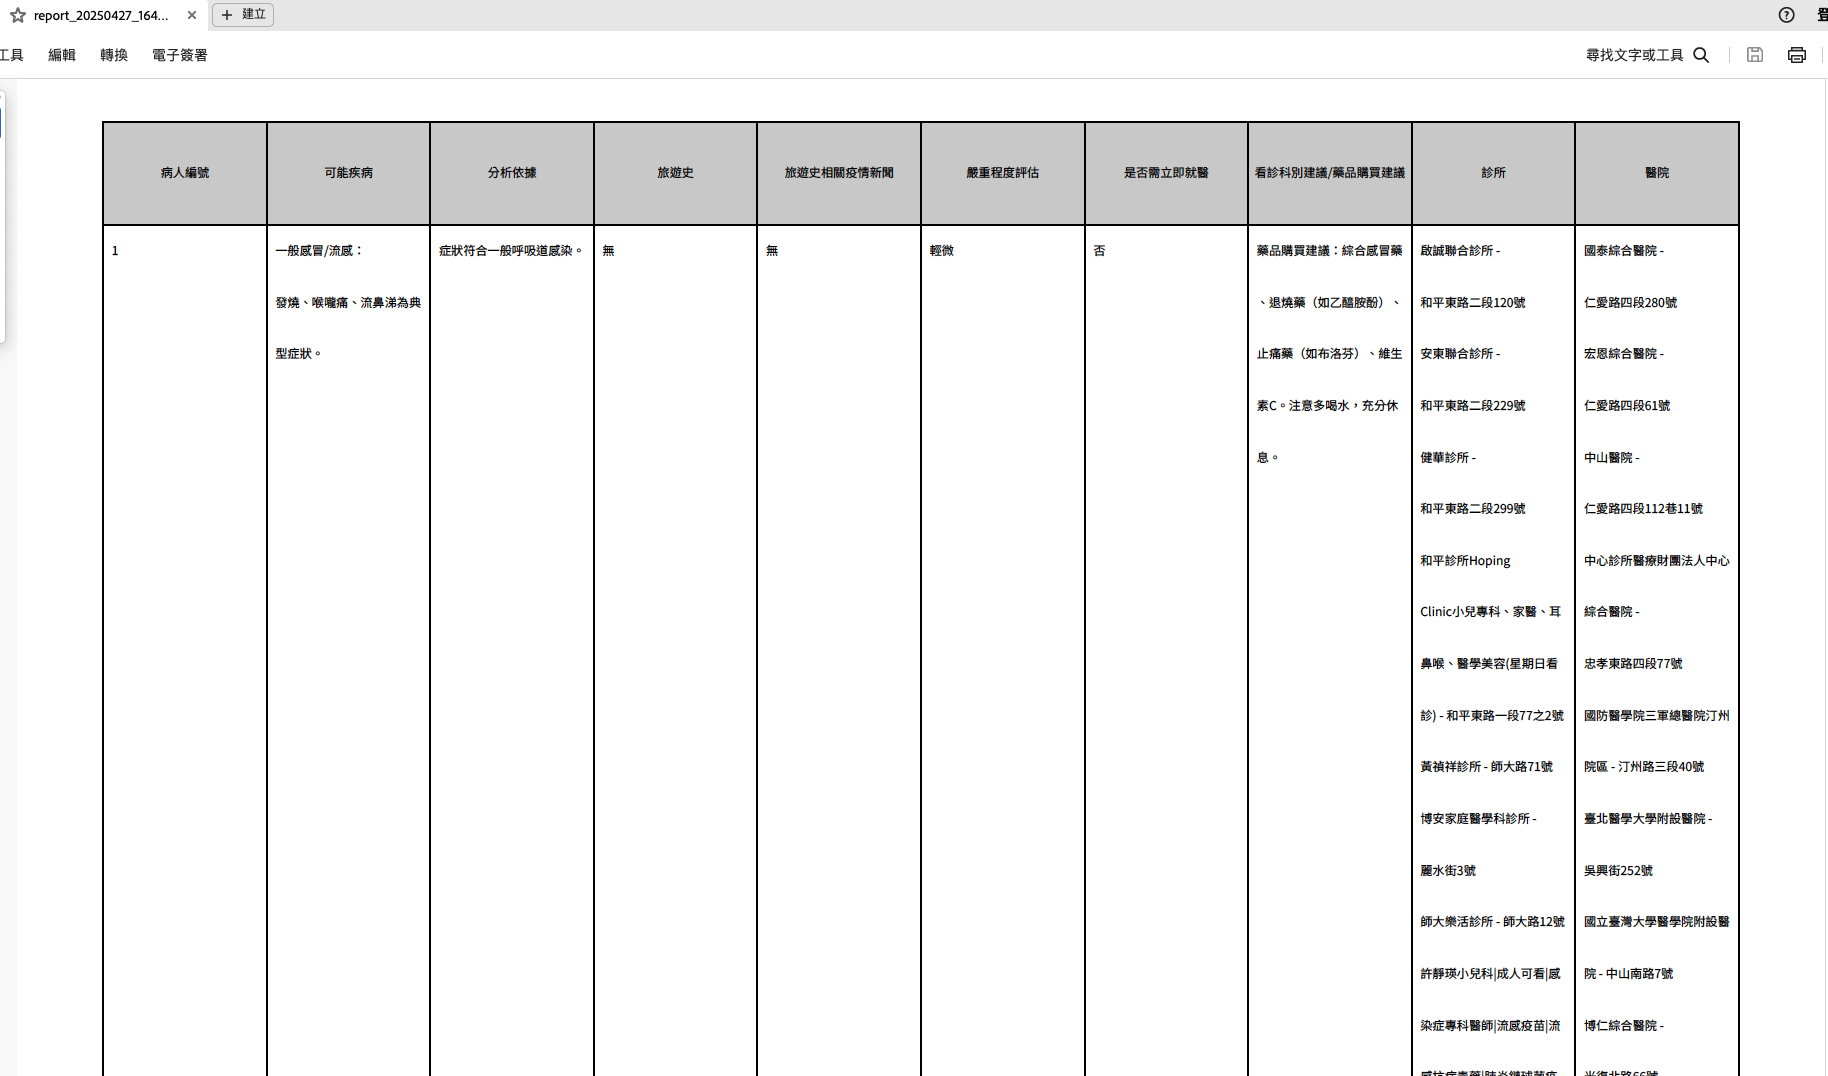 report_20250427_164...
建立
工具 編輯 轉換 電子簽署
尋找文字或工具
病人編號
可能疾病
分析依據
旅遊史
旅遊史相關疫情新聞
嚴重程度評估
是否需立即就醫
看診科別建議/藥品購買建議
診所
醫院
1
一般感冒/流感：
發燒、喉嚨痛、流鼻涕為典
型症狀。
症狀符合一般呼吸道感染。
無
無
輕微
否
藥品購買建議：綜合感冒藥
、退燒藥（如乙醯胺酚）、
止痛藥（如布洛芬）、維生
素C。注意多喝水，充分休
息。
啟誠聯合診所 -
和平東路二段120號
安東聯合診所 -
和平東路二段229號
健華診所 -
和平東路二段299號
和平診所Hoping
Clinic小兒專科、家醫、耳
鼻喉、醫學美容(星期日看
診) - 和平東路一段77之2號
黃禎祥診所 - 師大路71號
博安家庭醫學科診所 -
麗水街3號
師大樂活診所 - 師大路12號
許靜瑛小兒科|成人可看|感
染症專科醫師|流感疫苗|流
國泰綜合醫院 -
仁愛路四段280號
宏恩綜合醫院 -
仁愛路四段61號
中山醫院 -
仁愛路四段112巷11號
中心診所醫療財團法人中心
綜合醫院 -
忠孝東路四段77號
國防醫學院三軍總醫院汀州
院區 - 汀州路三段40號
臺北醫學大學附設醫院 -
吳興街252號
國立臺灣大學醫學院附設醫
院 - 中山南路7號
博仁綜合醫院 -